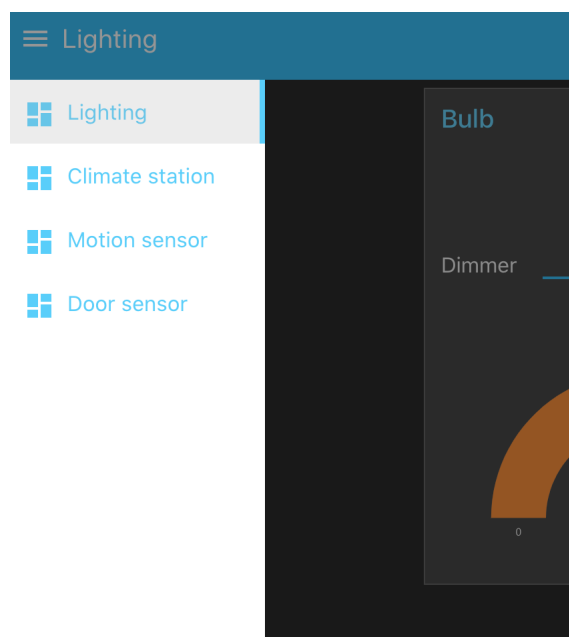 Lighting
Lighting
Climate station
Motion sensor
Door sensor
Bulb
Dimmer
0